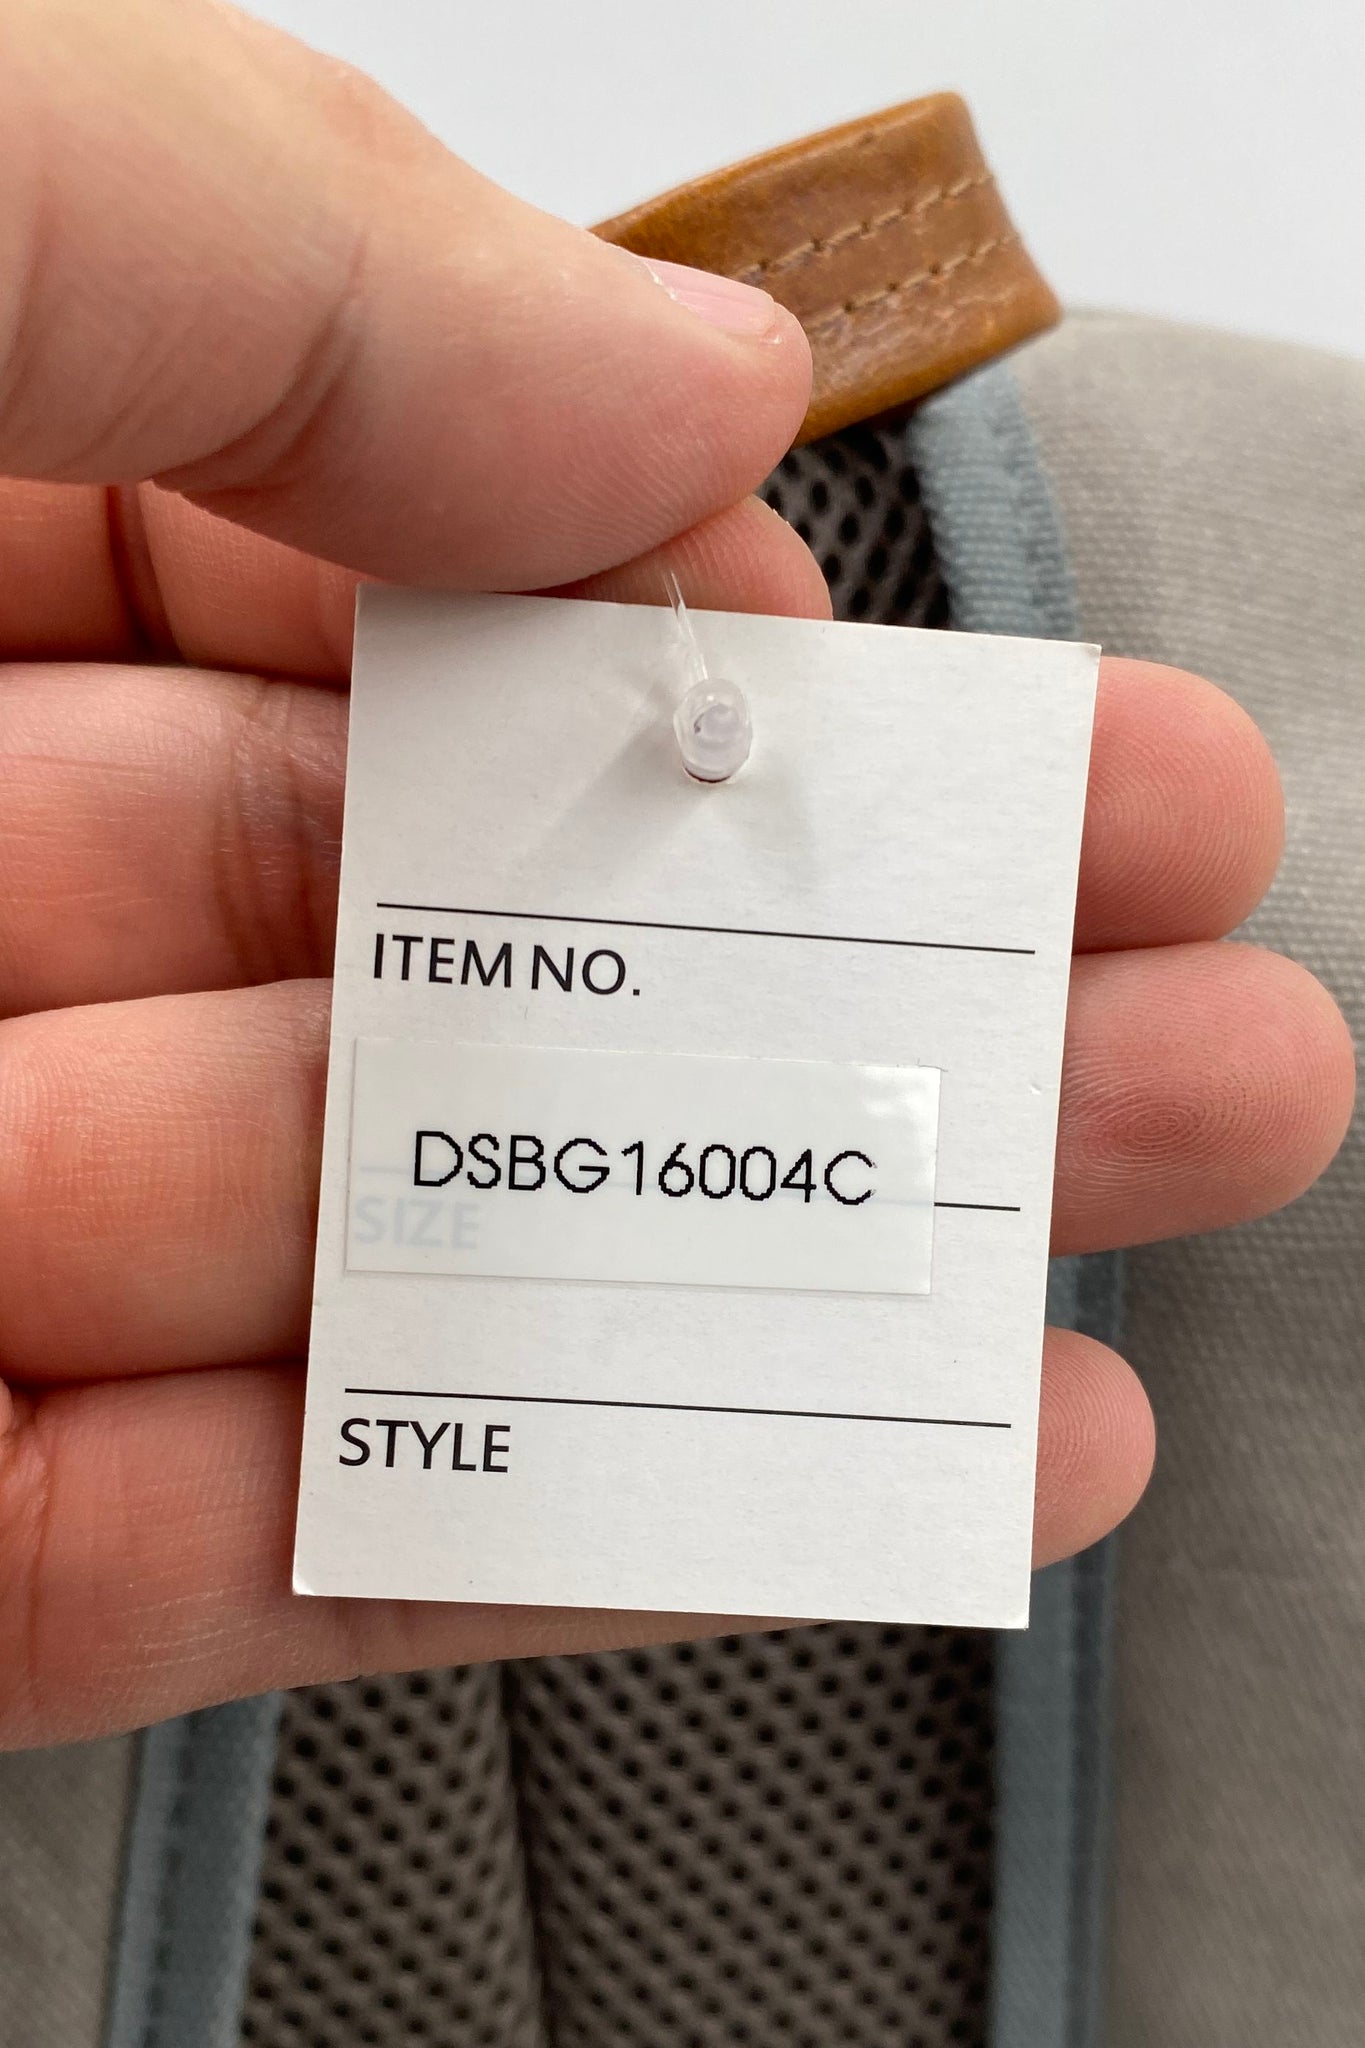 ITEM NO.
DSBG16004C
SIZE
STYLE